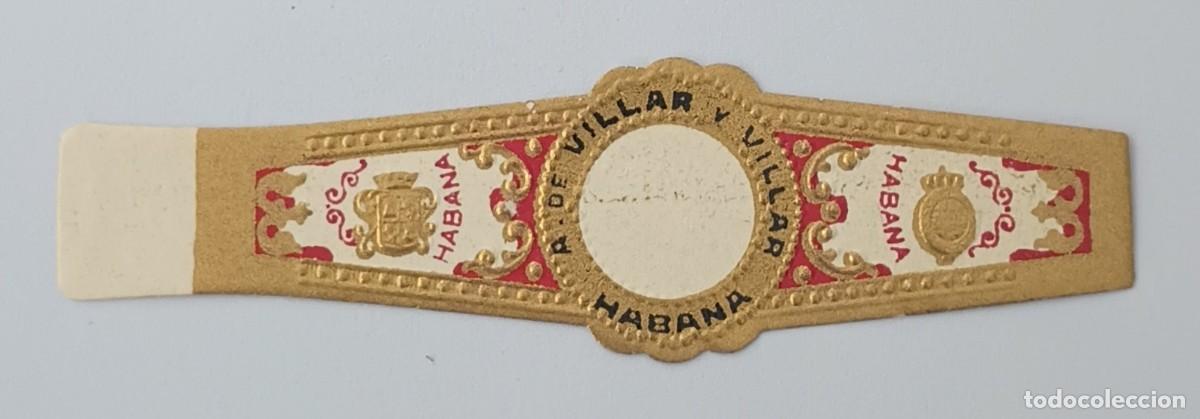 HABANA
R. DE VILLAR Y VILLAR
HABANA
HABANA
todocoleccion